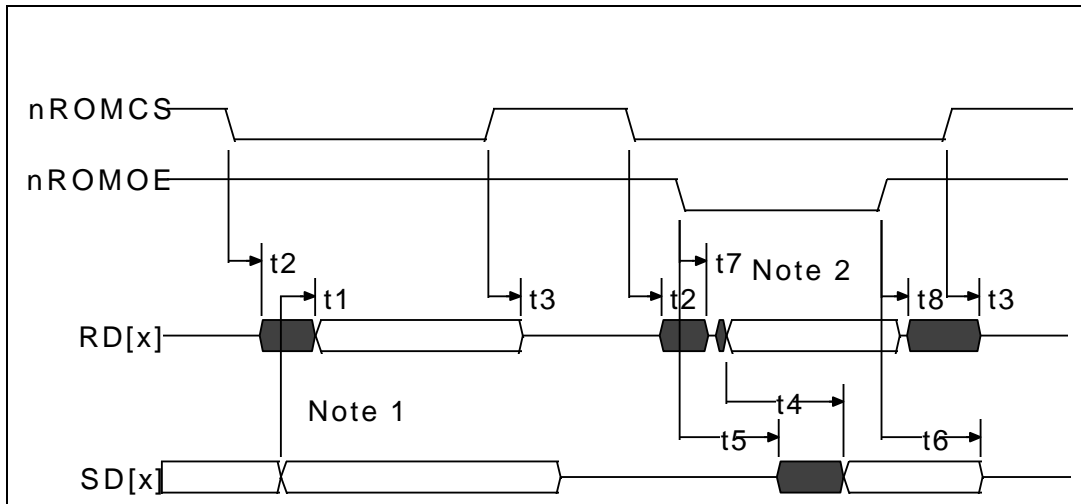 nROMCS
nROMOE
t2
t7
Note 2
t1
t3
t2
t8
t3
RD[x]
Note 1
t4
t5
t6
SD[x]